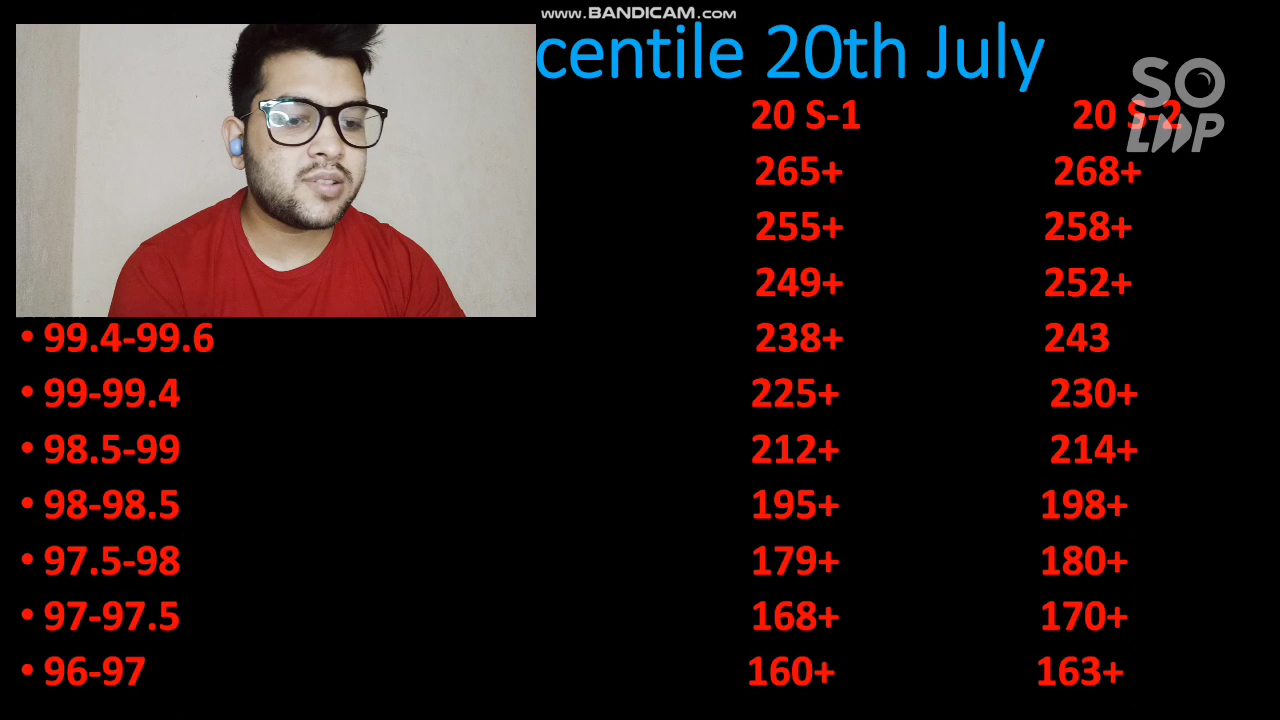 www.BANDICAM.com
centile 20th July
20 S-1 20 S-2
265+ 268+
255+ 258+
249+ 252+
• 99.4-99.6 238+ 243
• 99-99.4 225+ 230+
• 98.5-99 212+ 214+
• 98-98.5 195+ 198+
• 97.5-98 179+ 180+
• 97-97.5 168+ 170+
• 96-97 160+ 163+
SO
LMP